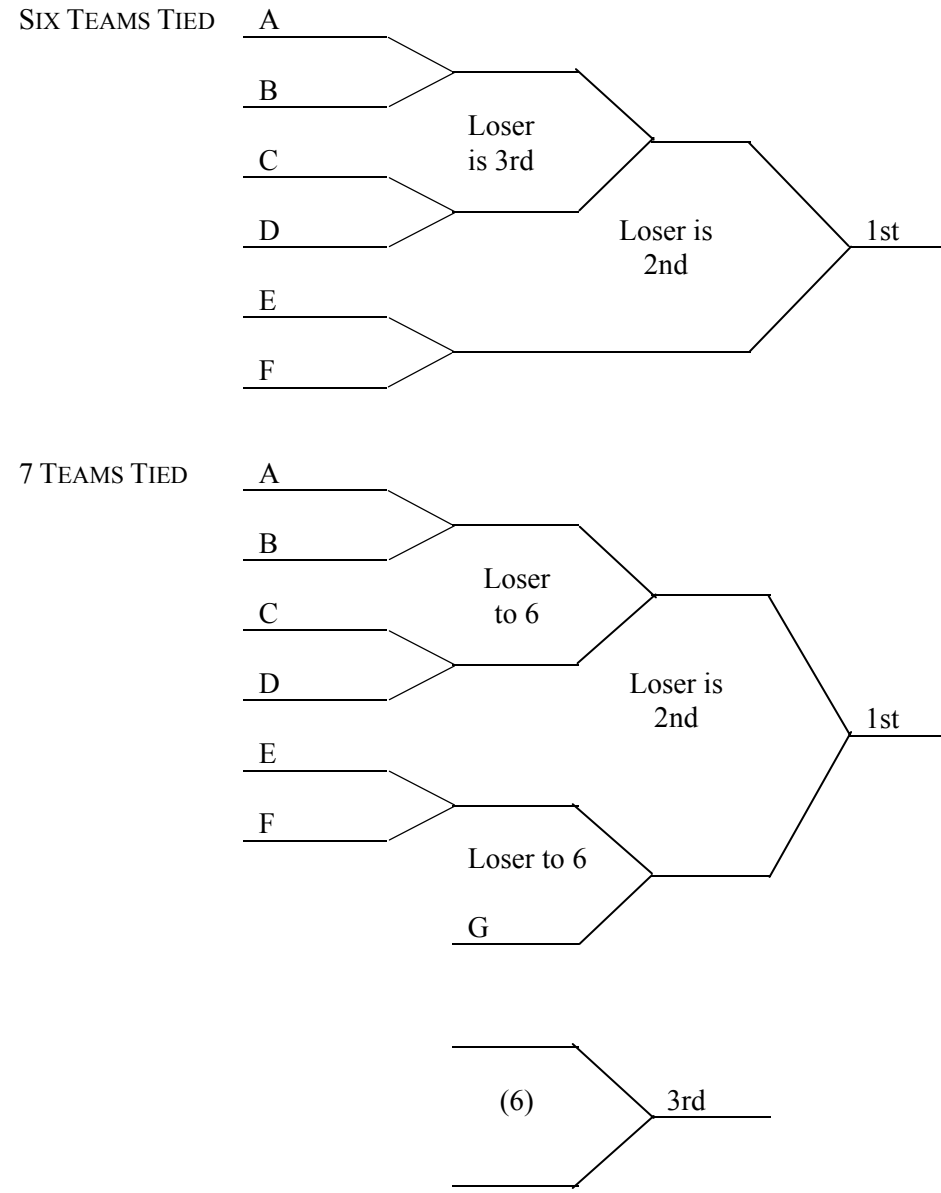 SIX TEAMS TIED
A
B
Loser
is 3rd
C
D
Loser is
2nd
1st
E
F
7 TEAMS TIED
A
B
Loser
to 6
C
D
Loser is
2nd
1st
E
F
Loser to 6
G
(6)
3rd